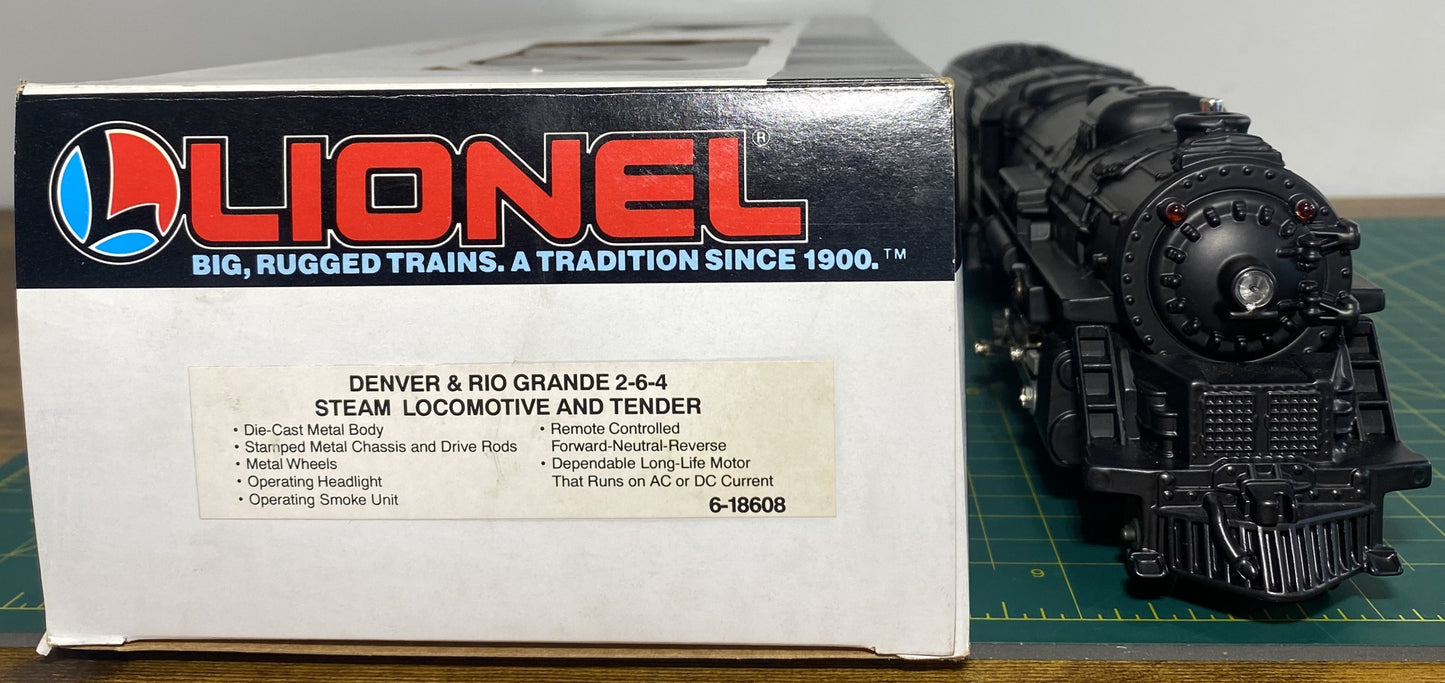 LIONEL®
BIG, RUGGED TRAINS. A TRADITION SINCE 1900.™
DENVER & RIO GRANDE 2-6-4
STEAM LOCOMOTIVE AND TENDER
• Die-Cast Metal Body
• Stamped Metal Chassis and Drive Rods
• Metal Wheels
• Operating Headlight
• Operating Smoke Unit
• Remote Controlled
Forward-Neutral-Reverse
• Dependable Long-Life Motor
That Runs on AC or DC Current
6-18608
9